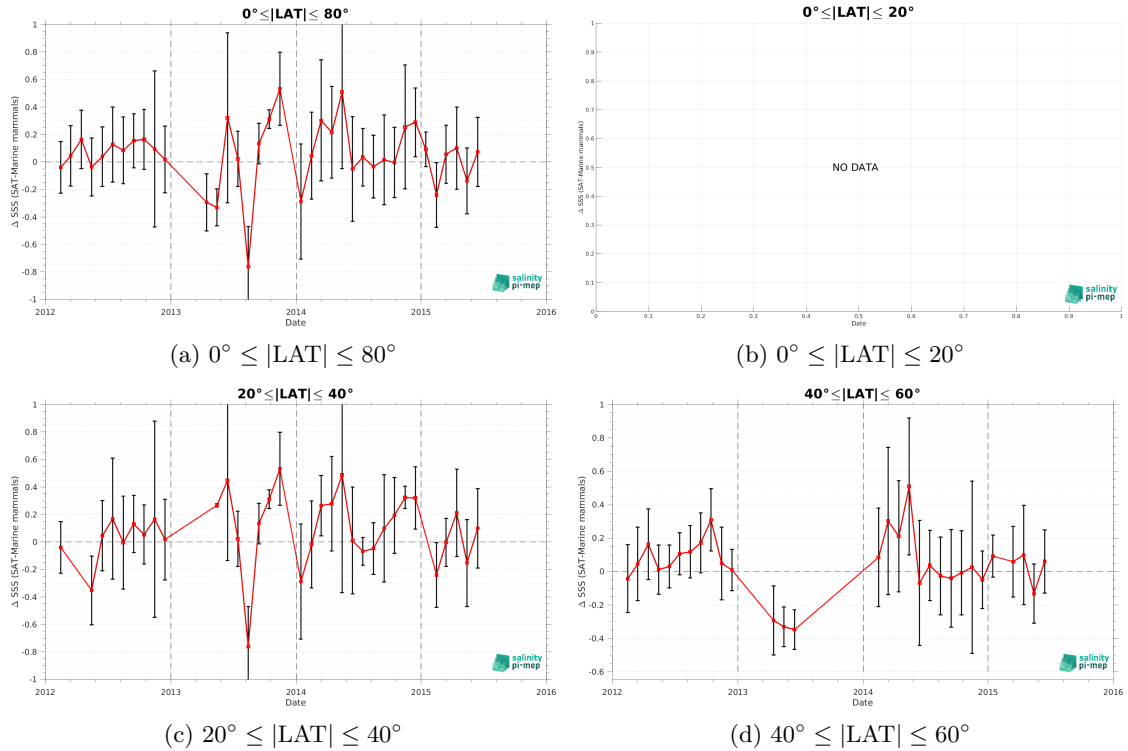 0°≤|LAT|≤ 80°
1
0.8
0.6
0.4
0.2
0
-0.2
-0.4
-0.6
-0.8
-1
Δ SSS (SAT-Marine mammals)
2012
2013
2014
2015
2016
Date
salinity
pi-mep
(a) 0° ≤ |LAT| ≤ 80°
0°≤|LAT|≤ 20°
1
0.9
0.8
0.7
0.6
0.5
0.4
0.3
0.2
0.1
0
Δ SSS (SAT-Marine mammals)
NO DATA
0
0.1
0.2
0.3
0.4
0.5
0.6
0.7
0.8
0.9
1
Date
salinity
pi-mep
(b) 0° ≤ |LAT| ≤ 20°
20°≤|LAT|≤ 40°
1
0.8
0.6
0.4
0.2
0
-0.2
-0.4
-0.6
-0.8
-1
Δ SSS (SAT-Marine mammals)
2012
2013
2014
2015
2016
Date
salinity
pi-mep
(c) 20° ≤ |LAT| ≤ 40°
40°≤|LAT|≤ 60°
1
0.8
0.6
0.4
0.2
0
-0.2
-0.4
-0.6
Δ SSS (SAT-Marine mammals)
2012
2013
2014
2015
2016
Date
salinity
pi-mep
(d) 40° ≤ |LAT| ≤ 60°